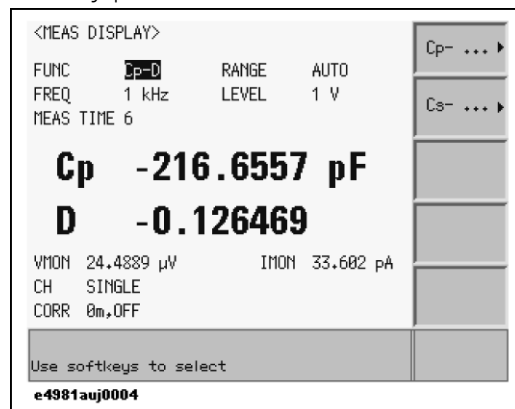 <MEAS DISPLAY>
Cp- ...
FUNC Cp-D RANGE AUTO
FREQ 1 kHz LEVEL 1 V
Cs- ...
MEAS TIME 6
Cp -216.6557 pF
D -0.126469
VMON 24.4889 µV IMON 33.602 pA
CH SINGLE
CORR 0m,OFF
Use softkeys to select
e4981auj0004